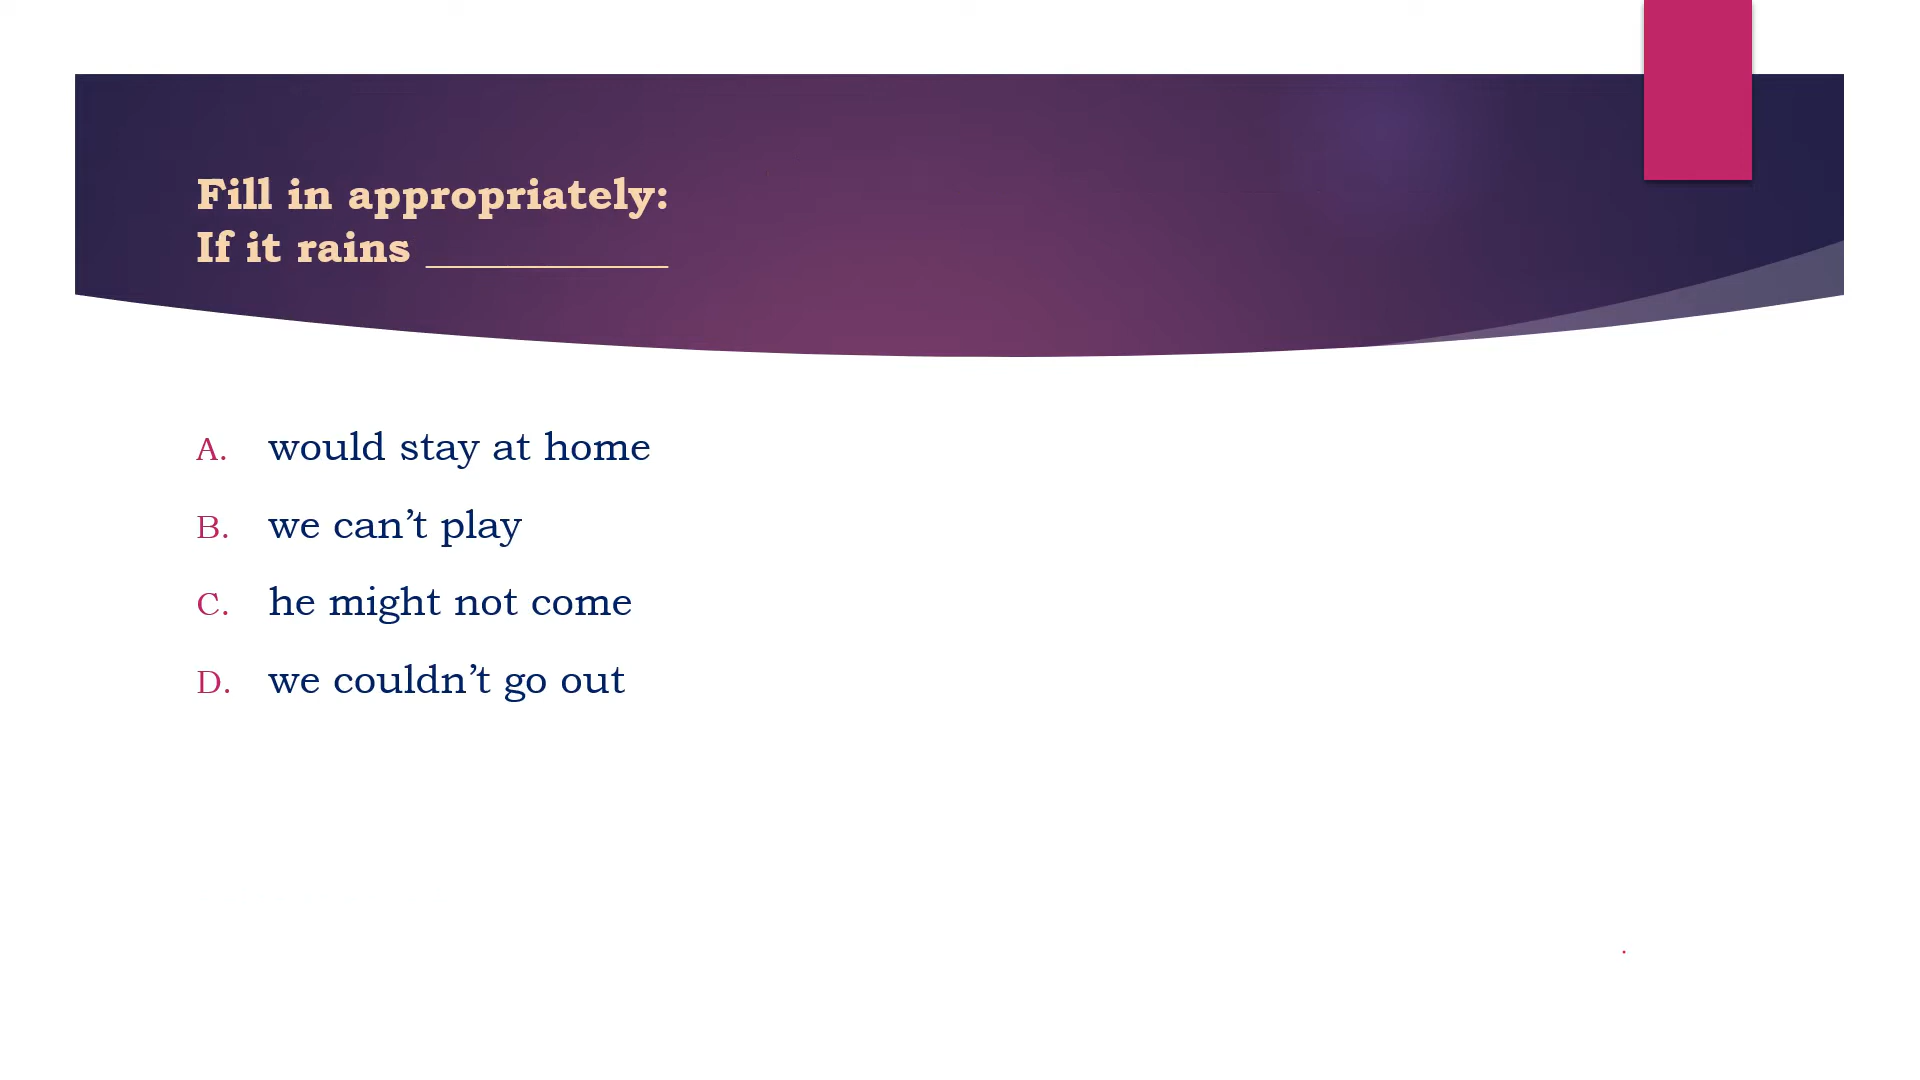 Fill in appropriately:
If it rains ___________
A. would stay at home
B. we can’t play
C. he might not come
D. we couldn’t go out
.